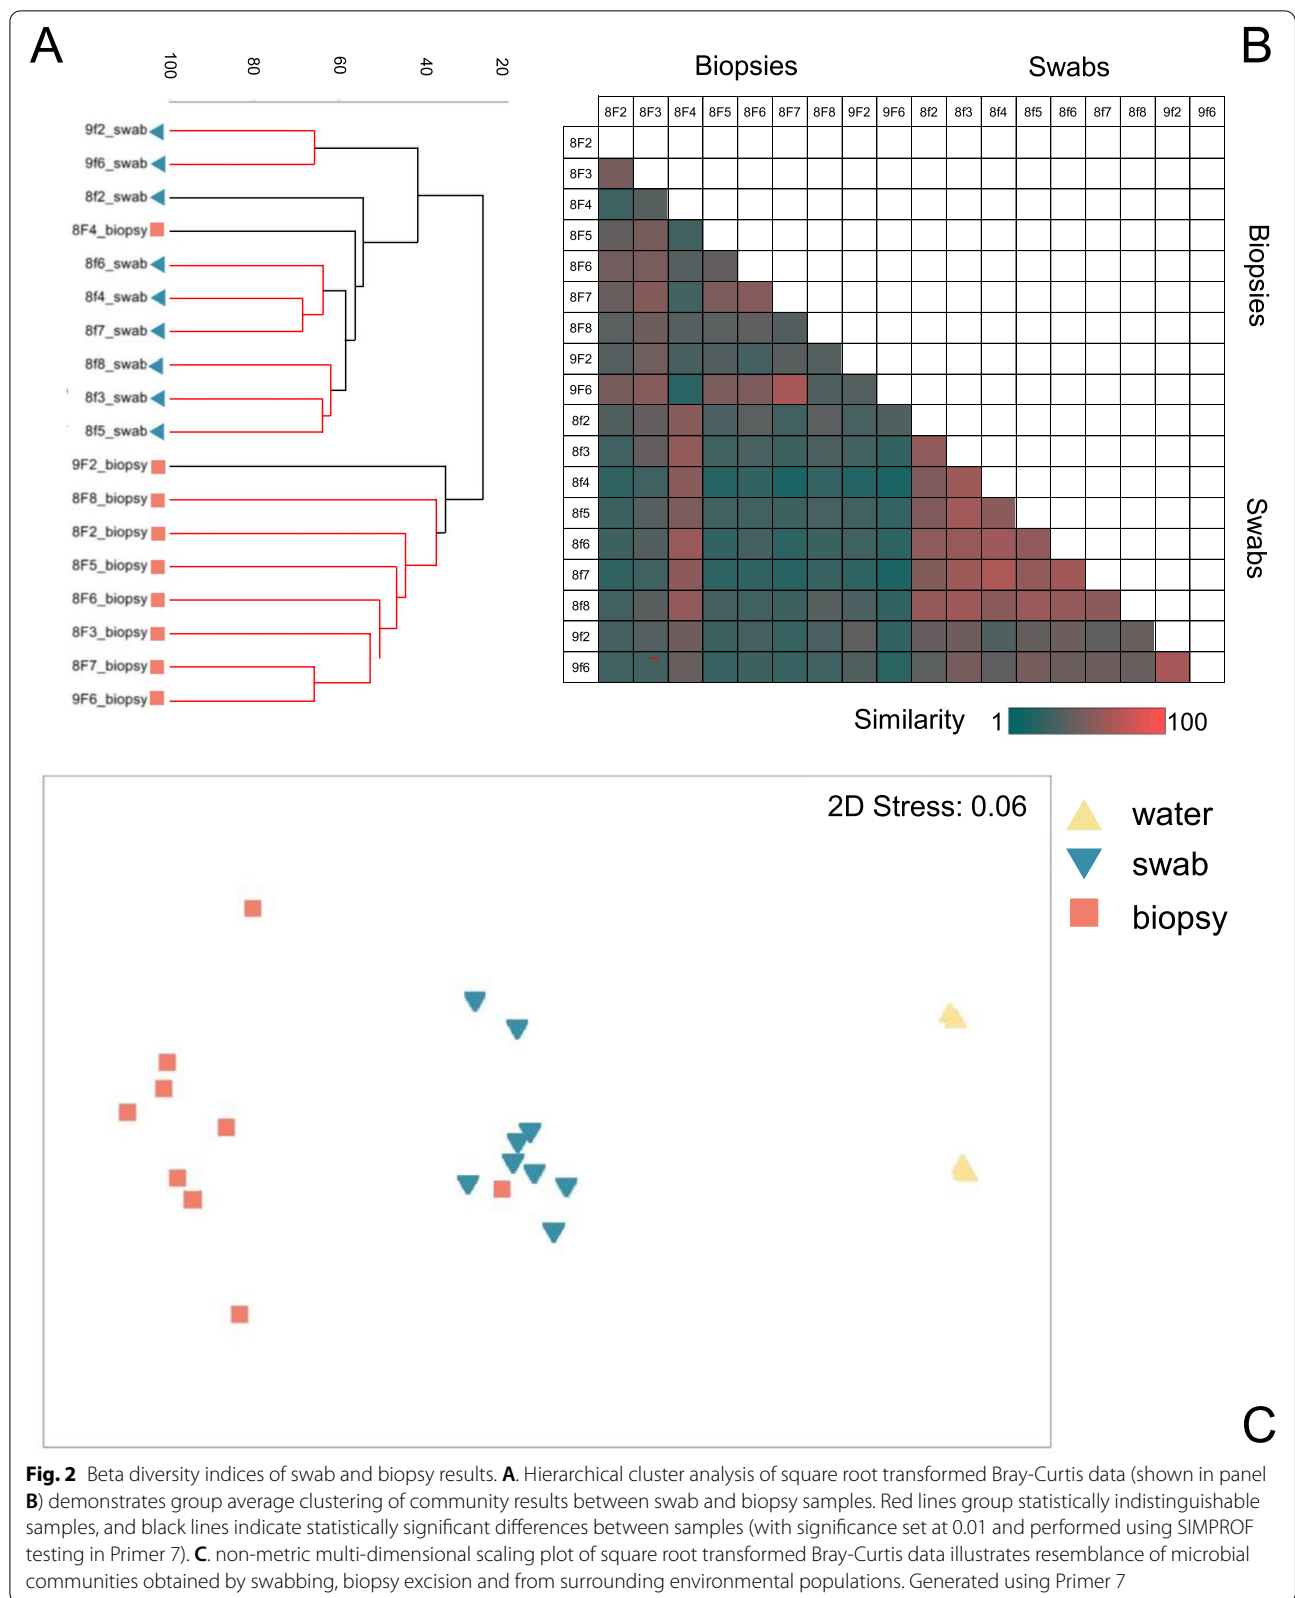 A
B
100
80
60
40
20
9f2_swab
9f6_swab
8f2_swab
8F4_biopsy
8f6_swab
8f4_swab
8f7_swab
8f8_swab
8f3_swab
8f5_swab
9F2_biopsy
8F8_biopsy
8F2_biopsy
8F5_biopsy
8F6_biopsy
8F3_biopsy
8F7_biopsy
9F6_biopsy
Biopsies Swabs
8F2 8F3 8F4 8F5 8F6 8F7 8F8 9F2 9F6 8f2 8f3 8f4 8f5 8f6 8f7 8f8 9f2 9f6
8F2
8F3
8F4
8F5
8F6
8F7
8F8
9F2
9F6
8f2
8f3
8f4
8f5
8f6
8f7
8f8
9f2
9f6
Biopsies
Swabs
Similarity 1 100
2D Stress: 0.06
water
swab
biopsy
C
Fig. 2 Beta diversity indices of swab and biopsy results. A. Hierarchical cluster analysis of square root transformed Bray-Curtis data (shown in panel
B) demonstrates group average clustering of community results between swab and biopsy samples. Red lines group statistically indistinguishable
samples, and black lines indicate statistically significant differences between samples (with significance set at 0.01 and performed using SIMPROF
testing in Primer 7). C. non-metric multi-dimensional scaling plot of square root transformed Bray-Curtis data illustrates resemblance of microbial
communities obtained by swabbing, biopsy excision and from surrounding environmental populations. Generated using Primer 7